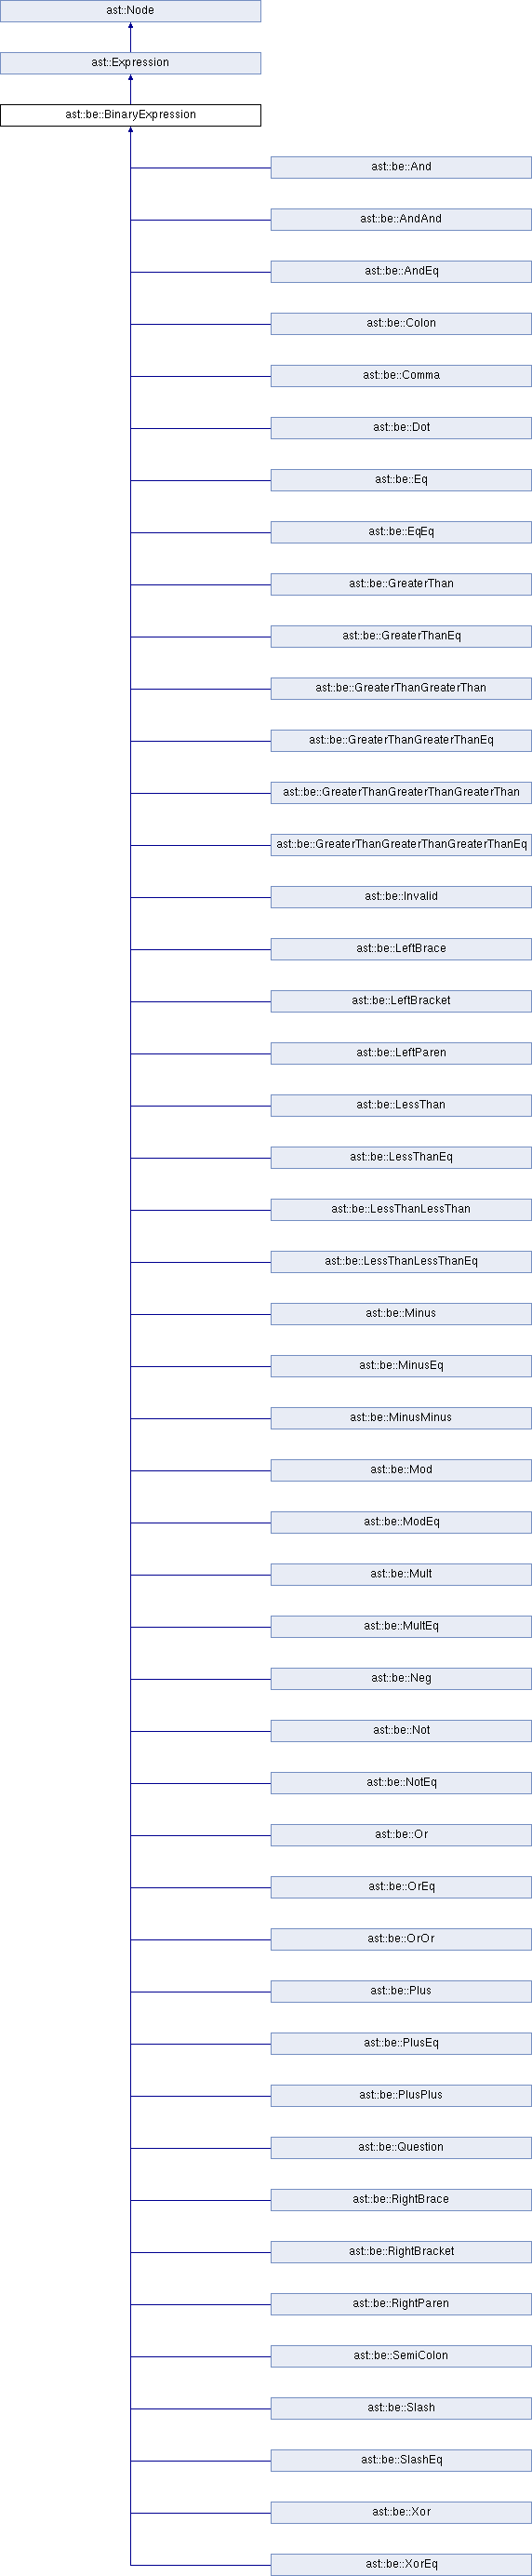 ast::Node
ast::Expression
ast::be::BinaryExpression
ast::be::And
ast::be::AndAnd
ast::be::AndEq
ast::be::Colon
ast::be::Comma
ast::be::Dot
ast::be::Eq
ast::be::EqEq
ast::be::GreaterThan
ast::be::GreaterThanEq
ast::be::GreaterThanGreaterThan
ast::be::GreaterThanGreaterThanEq
ast::be::GreaterThanGreaterThanGreaterThan
ast::be::GreaterThanGreaterThanGreaterThanEq
ast::be::Invalid
ast::be::LeftBrace
ast::be::LeftBracket
ast::be::LeftParen
ast::be::LessThan
ast::be::LessThanEq
ast::be::LessThanLessThan
ast::be::LessThanLessThanEq
ast::be::Minus
ast::be::MinusEq
ast::be::MinusMinus
ast::be::Mod
ast::be::ModEq
ast::be::Mult
ast::be::MultEq
ast::be::Neg
ast::be::Not
ast::be::NotEq
ast::be::Or
ast::be::OrEq
ast::be::OrOr
ast::be::Plus
ast::be::PlusEq
ast::be::PlusPlus
ast::be::Question
ast::be::RightBrace
ast::be::RightBracket
ast::be::RightParen
ast::be::SemiColon
ast::be::Slash
ast::be::SlashEq
ast::be::Xor
ast::be::XorEq